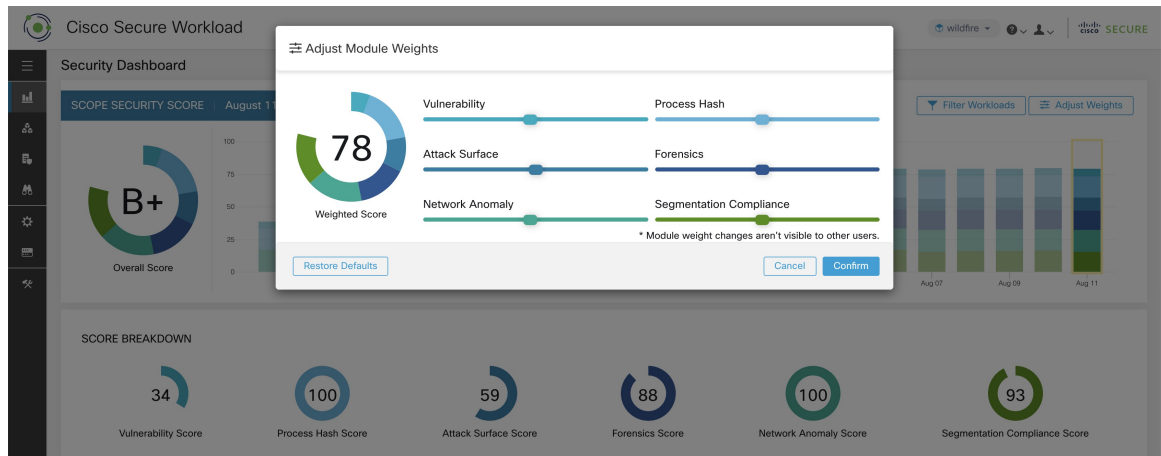 Cisco Secure Workload
wildfire
CISCO SECURE
Security Dashboard
SCOPE SECURITY SCORE August 11
Filter Workloads
Adjust Weights
B+
Overall Score
100
75
50
25
0
Aug 07
Aug 09
Aug 11
Adjust Module Weights
78
Weighted Score
Vulnerability
Process Hash
Attack Surface
Forensics
Network Anomaly
Segmentation Compliance
* Module weight changes aren't visible to other users.
Restore Defaults
Cancel
Confirm
SCORE BREAKDOWN
34
Vulnerability Score
100
Process Hash Score
59
Attack Surface Score
88
Forensics Score
100
Network Anomaly Score
93
Segmentation Compliance Score